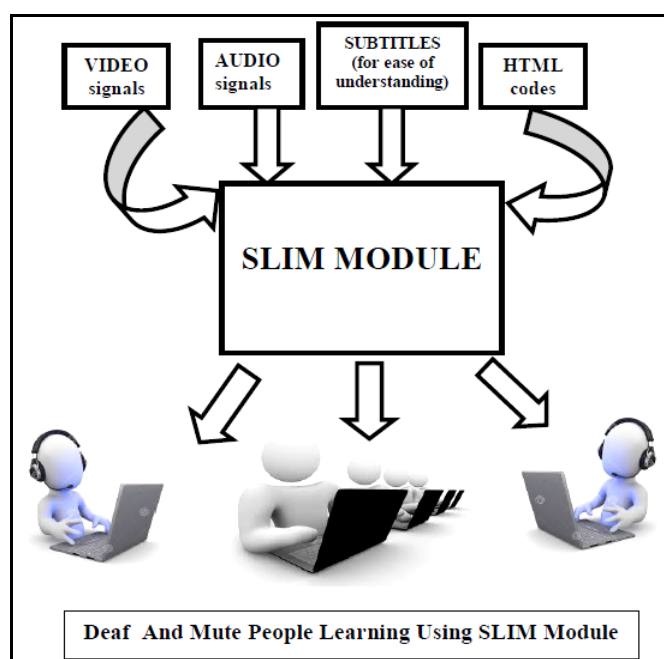 VIDEO
signals
AUDIO
signals
SUBTITLES
(for ease of
understanding)
HTML
codes
SLIM MODULE
Deaf And Mute People Learning Using SLIM Module